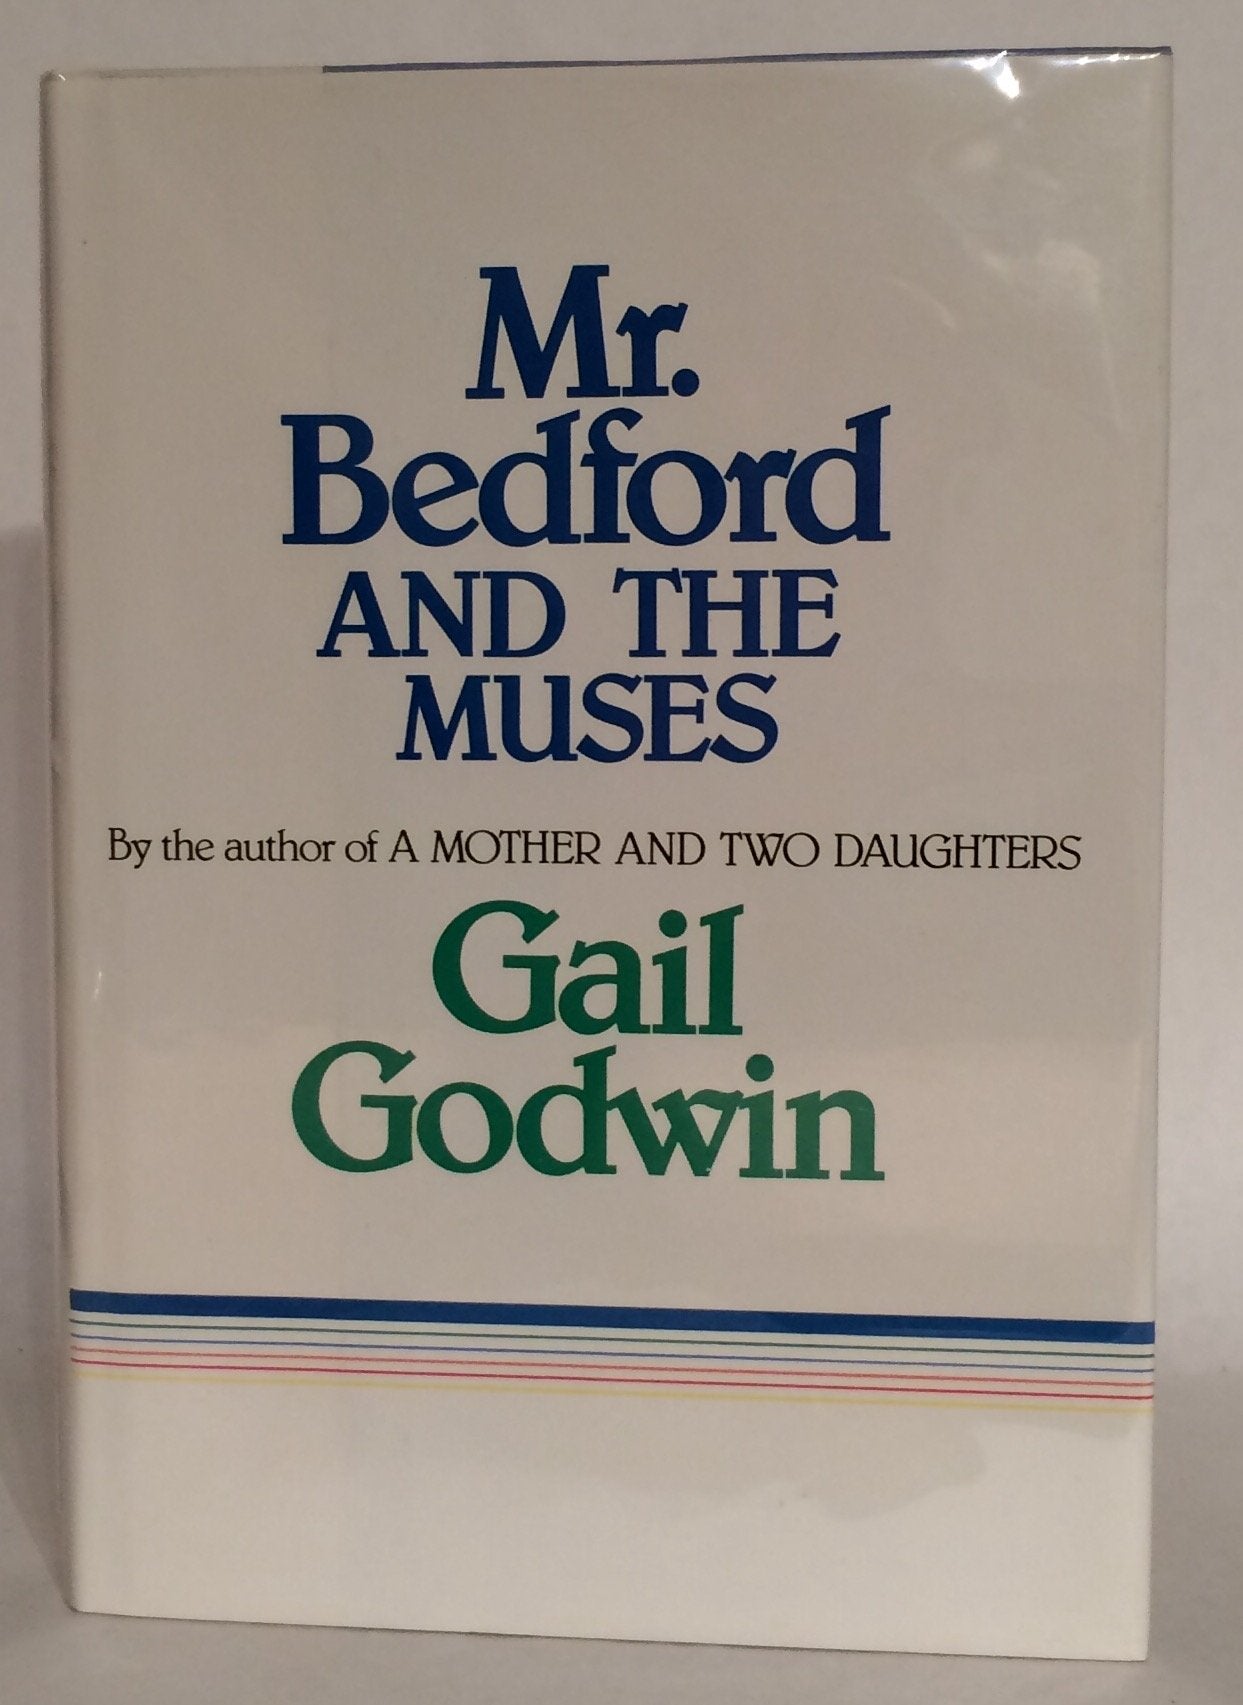 Mr.
Bedford
AND THE
MUSES
By the author of A MOTHER AND TWO DAUGHTERS
Gail
Godwin